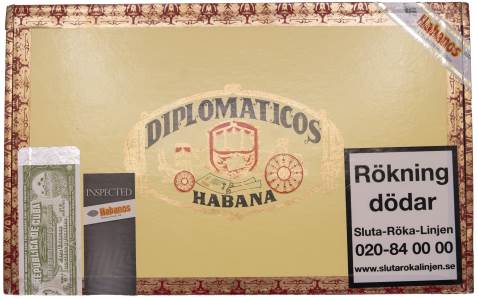 Habanos
DIPLOMATICOS
HABANA
REPUBLICA DE CUBA
INSPECTED
Habanos
Rökning
dödar
Sluta-Röka-Linjen
020-84 00 00
www.slutarokalinjen.se